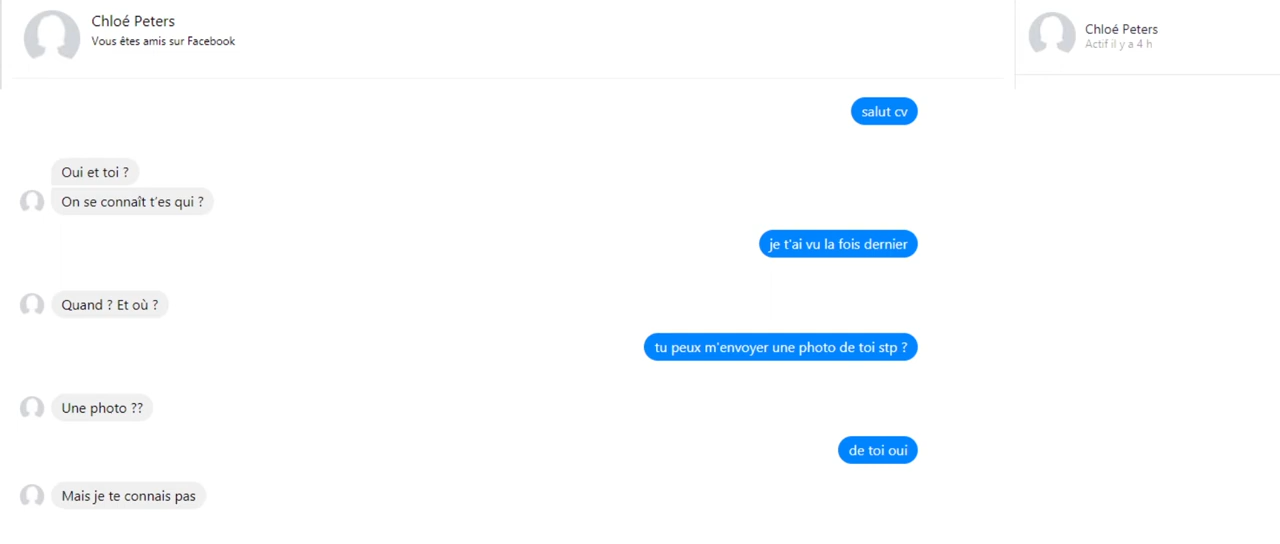 Chloé Peters
Vous êtes amis sur Facebook
Chloé Peters
Actif il y a 4 h
salut cv
Oui et toi ?
On se connaît t'es qui ?
je t'ai vu la fois dernier
Quand ? Et où ?
tu peux m'envoyer une photo de toi stp ?
Une photo ??
de toi oui
Mais je te connais pas